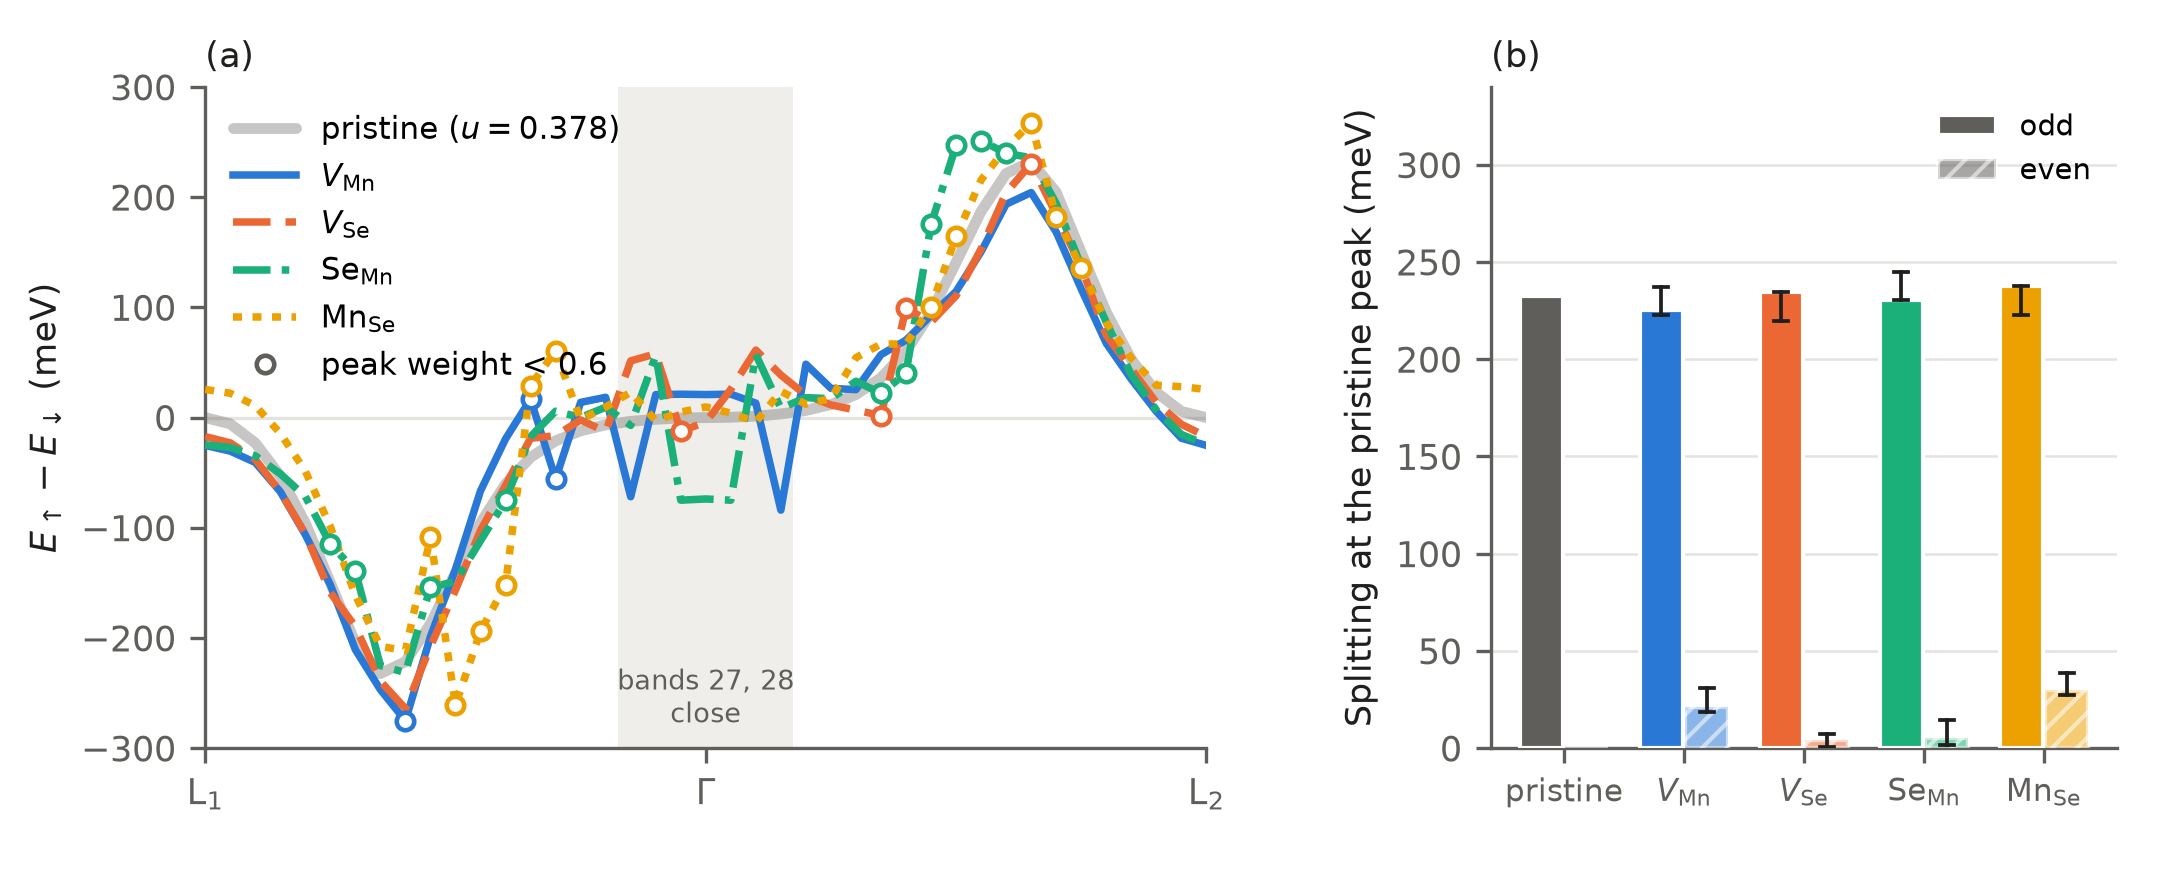 (a)
300
200
100
0
−100
−200
−300
E↑ − E↓ (meV)
pristine (u = 0.378)
V_Mn
V_Se
Se_Mn
Mn_Se
peak weight < 0.6
bands 27, 28
close
L₁
Γ
L₂
(b)
Splitting at the pristine peak (meV)
300
250
200
150
100
50
0
odd
even
pristine
V_Mn
V_Se
Se_Mn
Mn_Se